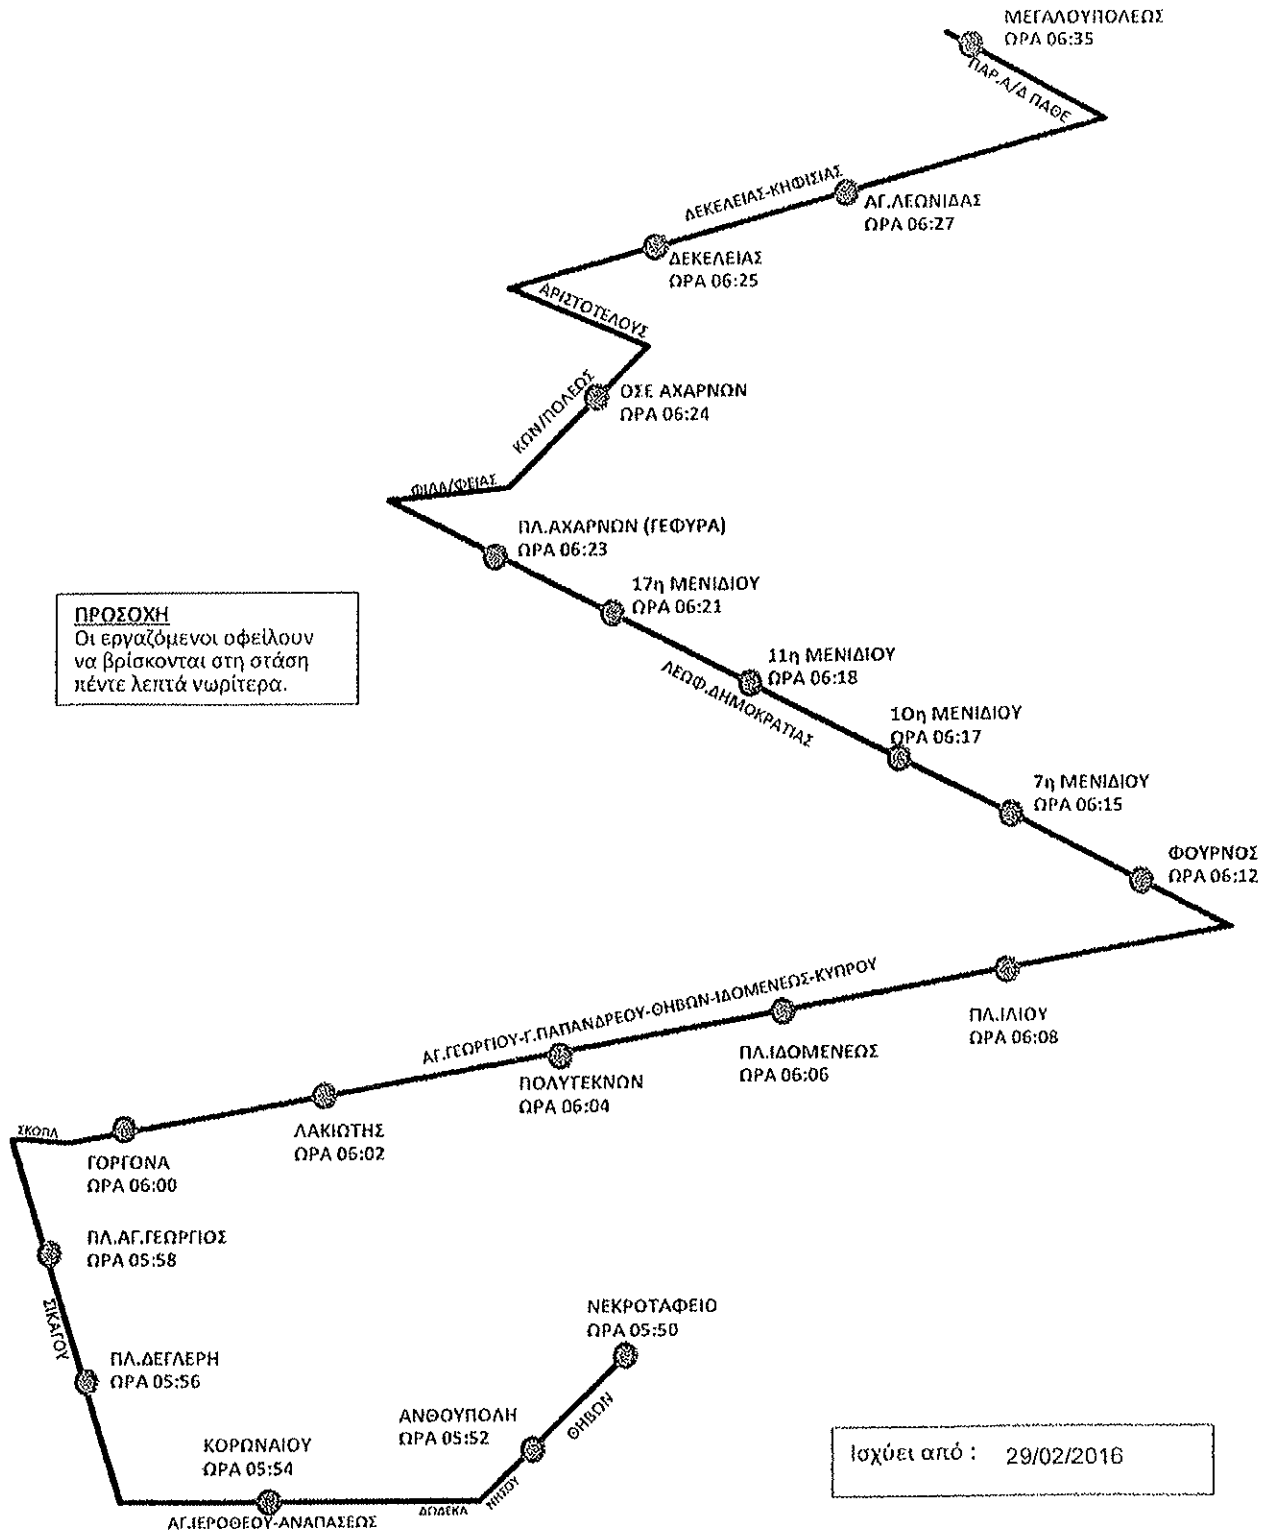 ΜΕΓΑΛΟΥΠΟΛΕΩΣ
ΩΡΑ 06:35
ΠΑΡ.Α/Δ ΠΑΘΕ
ΔΕΚΕΛΕΙΑΣ-ΚΗΦΙΣΙΑΣ
ΑΓ.ΛΕΩΝΙΔΑΣ
ΩΡΑ 06:27
ΔΕΚΕΛΕΙΑΣ
ΩΡΑ 06:25
ΑΡΙΣΤΟΤΕΛΟΥΣ
ΟΣΕ ΑΧΑΡΝΩΝ
ΩΡΑ 06:24
ΚΩΝ/ΠΟΛΕΩΣ
ΦΙΛΑ/ΦΕΙΑΣ
ΠΛ.ΑΧΑΡΝΩΝ (ΓΕΦΥΡΑ)
ΩΡΑ 06:23
17η ΜΕΝΙΔΙΟΥ
ΩΡΑ 06:21
ΠΡΟΣΟΧΗ
Οι εργαζόμενοι οφείλουν
να βρίσκονται στη στάση
πέντε λεπτά νωρίτερα.
11η ΜΕΝΙΔΙΟΥ
ΩΡΑ 06:18
ΛΕΩΦ.ΔΗΜΟΚΡΑΤΙΑΣ
10η ΜΕΝΙΔΙΟΥ
ΩΡΑ 06:17
7η ΜΕΝΙΔΙΟΥ
ΩΡΑ 06:15
ΦΟΥΡΝΟΣ
ΩΡΑ 06:12
ΑΓ.ΓΕΩΡΓΙΟΥ-Γ.ΠΑΠΑΝΔΡΕΟΥ-ΘΗΒΩΝ-ΙΔΟΜΕΝΕΩΣ-ΚΥΠΡΟΥ
ΠΛ.ΙΛΙΟΥ
ΩΡΑ 06:08
ΠΛ.ΙΔΟΜΕΝΕΩΣ
ΩΡΑ 06:06
ΠΟΛΥΤΕΚΝΩΝ
ΩΡΑ 06:04
ΛΑΚΙΩΤΗΣ
ΩΡΑ 06:02
ΣΚΟΠΑ
ΓΟΡΓΟΝΑ
ΩΡΑ 06:00
ΠΛ.ΑΓ.ΓΕΩΡΓΙΟΣ
ΩΡΑ 05:58
ΣΙΚΑΓΟΥ
ΝΕΚΡΟΤΑΦΕΙΟ
ΩΡΑ 05:50
ΠΛ.ΔΕΓΛΕΡΗ
ΩΡΑ 05:56
ΘΗΒΩΝ
ΑΝΘΟΥΠΟΛΗ
ΩΡΑ 05:52
ΚΟΡΩΝΑΙΟΥ
ΩΡΑ 05:54
ΔΩΔΕΚΑ
ΝΗΣΟΥ
ΑΓ.ΙΕΡΟΘΕΟΥ-ΑΝΑΠΑΣΕΩΣ
Ισχύει από : 29/02/2016